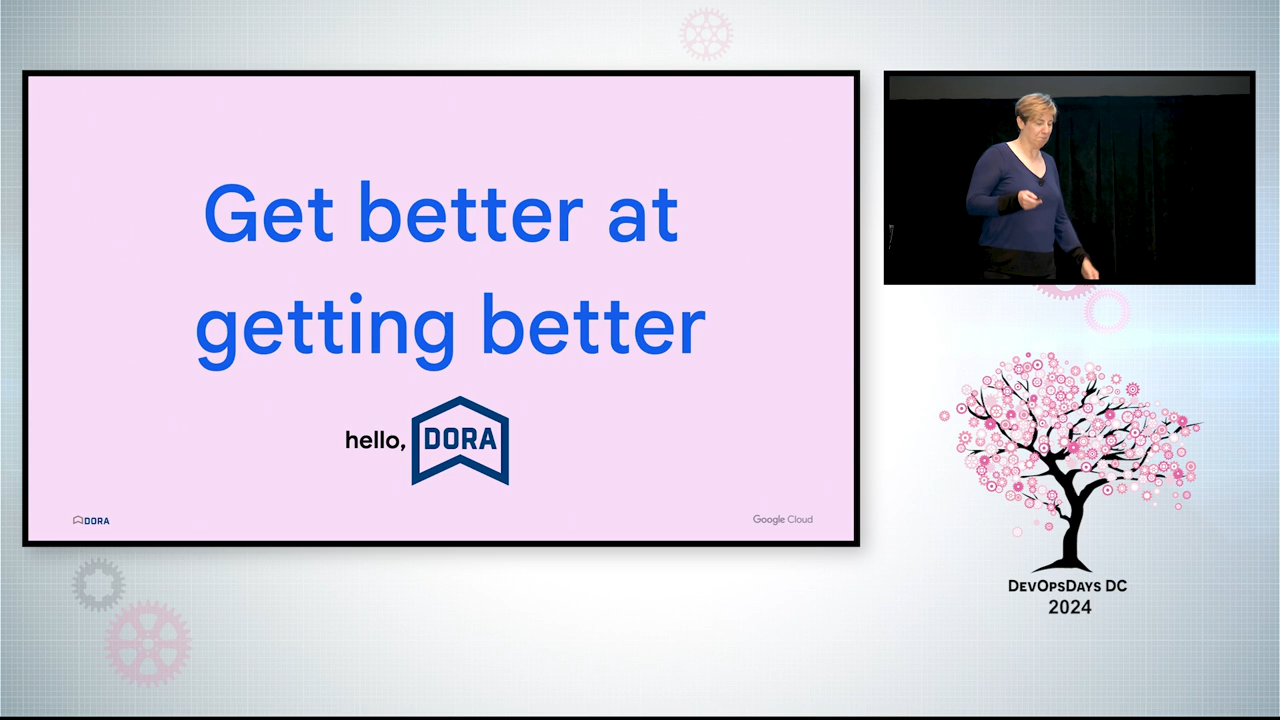 Get better at
getting better
hello, DORA
DORA
Google Cloud
DevOpsDays DC
2024